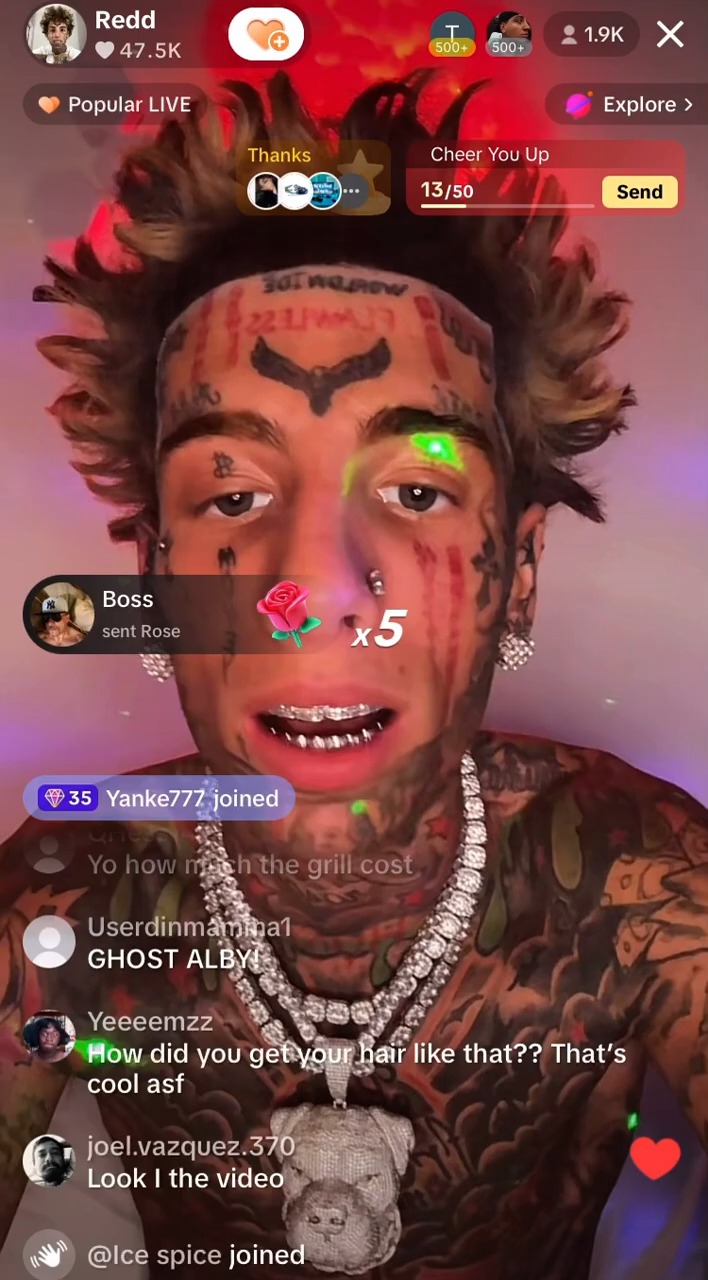 Redd
47.5K
T
500+
500+
1.9K
Popular LIVE
Explore >
Thanks
Cheer You Up
13/50
Send
WORLDWIDE
FLAWLESS
Boss
sent Rose
x5
35 Yanke777 joined
Yo how much the grill cost
Userdinmamma1
GHOST ALBY!
Yeeeemzz
How did you get your hair like that?? That's
cool asf
joel.vazquez.370
Look I the video
@Ice spice joined